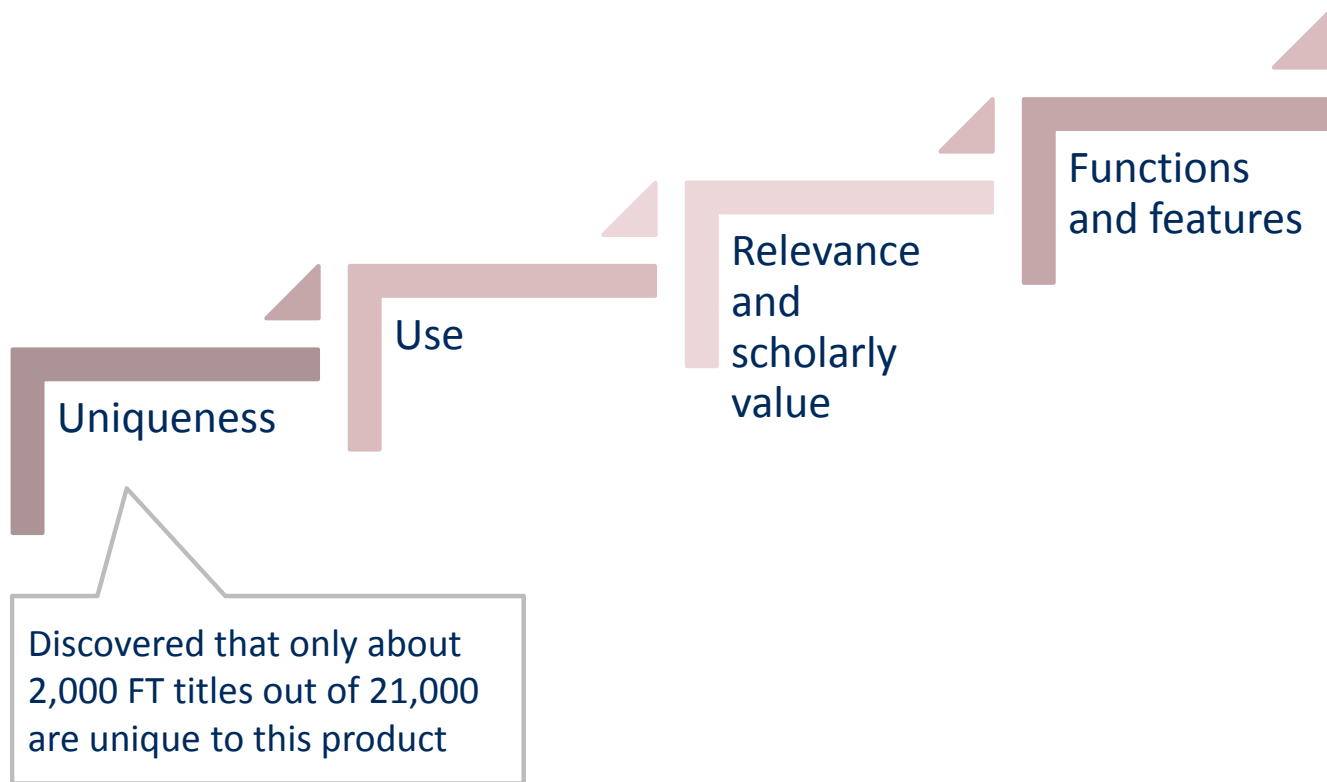 Uniqueness
Use
Relevance
and
scholarly
value
Functions
and features
Discovered that only about
2,000 FT titles out of 21,000
are unique to this product